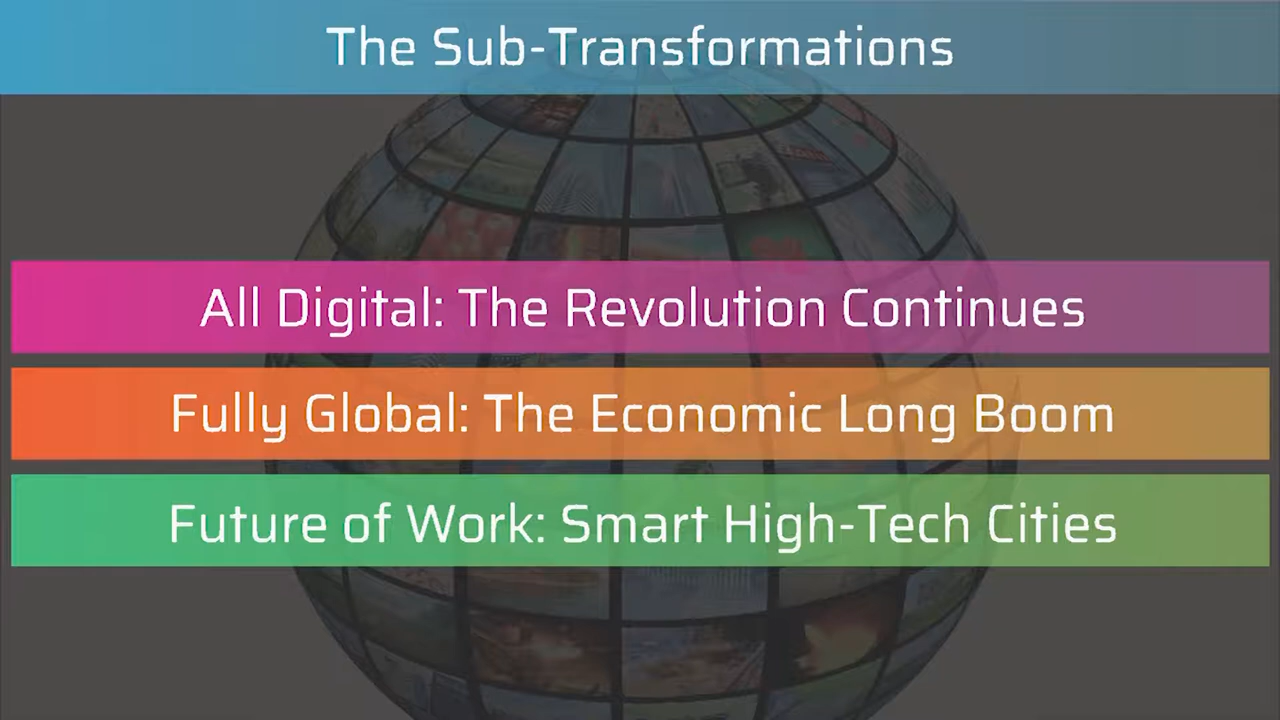 The Sub-Transformations
All Digital: The Revolution Continues
Fully Global: The Economic Long Boom
Future of Work: Smart High-Tech Cities